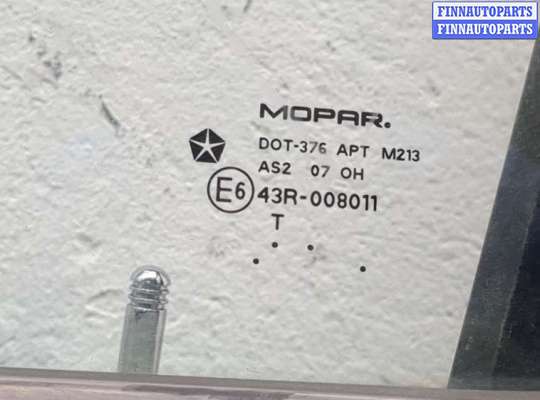 FINNAUTOPARTS
FINNAUTOPARTS
MOPAR.
DOT-376 APT M213
AS2 07 OH
E6 43R-008011
T